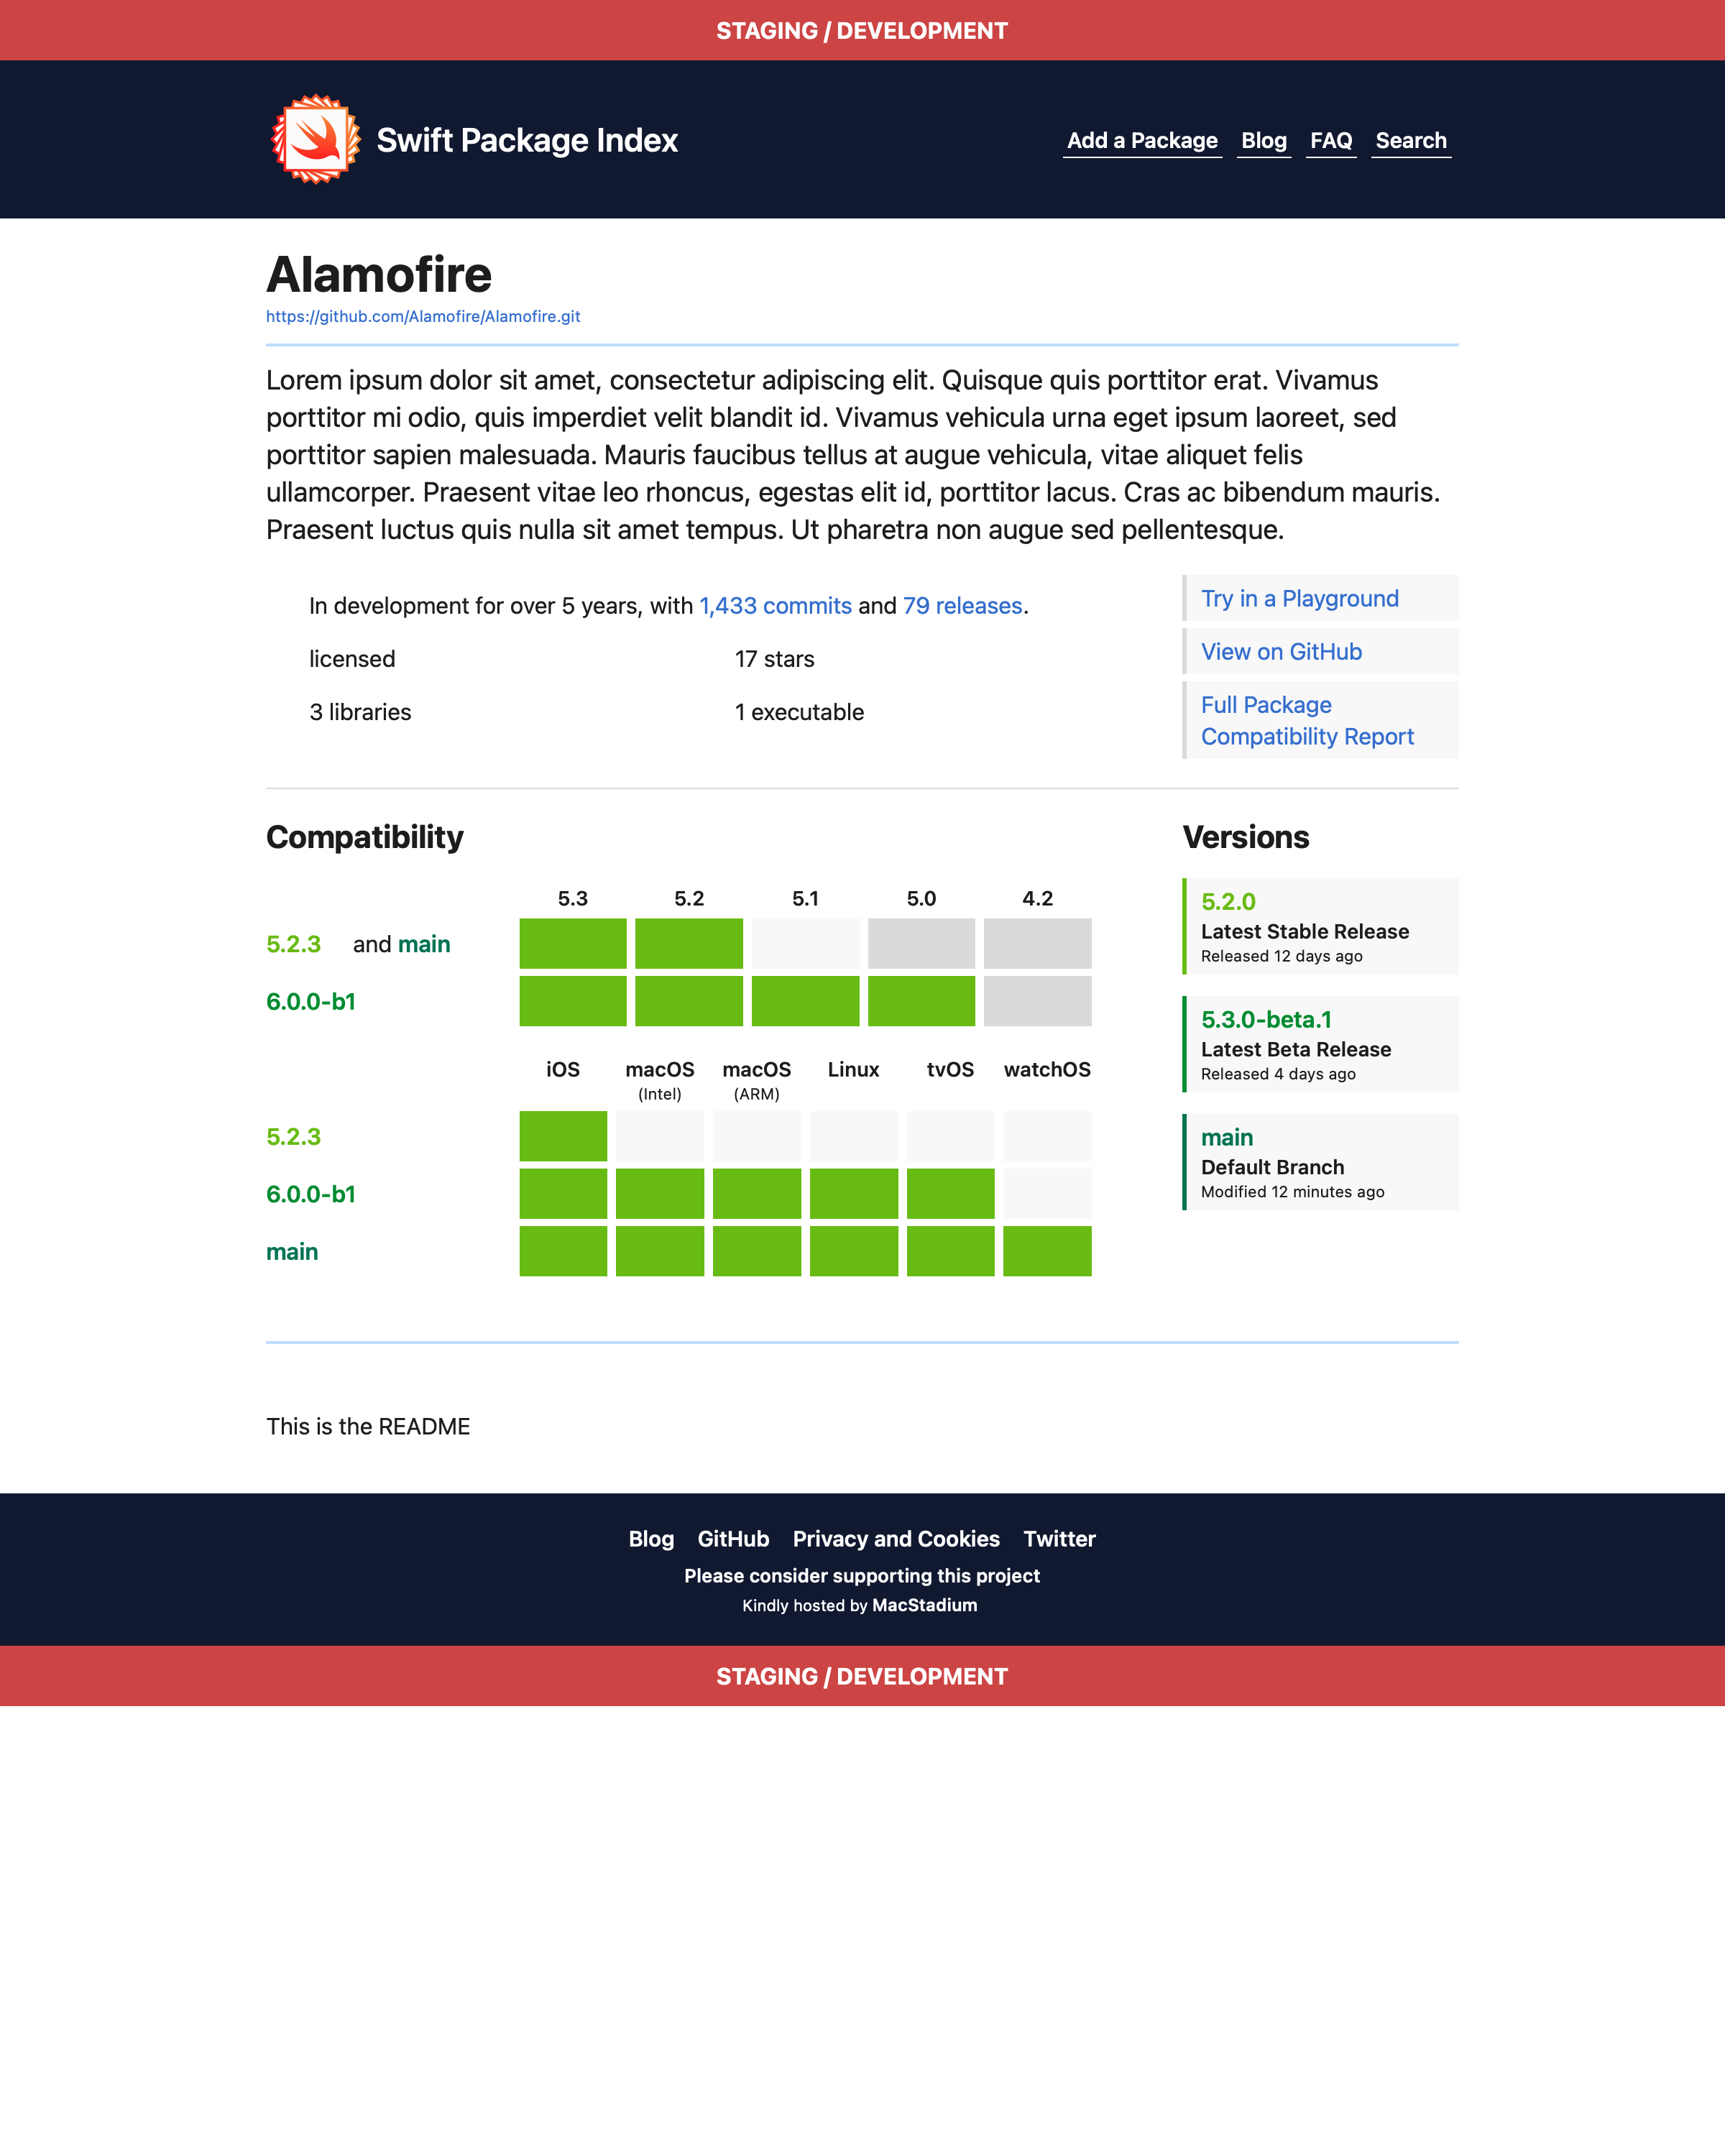 STAGING / DEVELOPMENT
Swift Package Index
Add a Package Blog FAQ Search
Alamofire
https://github.com/Alamofire/Alamofire.git
Lorem ipsum dolor sit amet, consectetur adipiscing elit. Quisque quis porttitor erat. Vivamus
porttitor mi odio, quis imperdiet velit blandit id. Vivamus vehicula urna eget ipsum laoreet, sed
porttitor sapien malesuada. Mauris faucibus tellus at augue vehicula, vitae aliquet felis
ullamcorper. Praesent vitae leo rhoncus, egestas elit id, porttitor lacus. Cras ac bibendum mauris.
Praesent luctus quis nulla sit amet tempus. Ut pharetra non augue sed pellentesque.
In development for over 5 years, with 1,433 commits and 79 releases.
licensed 17 stars
3 libraries 1 executable
Try in a Playground
View on GitHub
Full Package
Compatibility Report
Compatibility
5.3 5.2 5.1 5.0 4.2
5.2.3 and main
6.0.0-b1
iOS macOS macOS Linux tvOS watchOS
(Intel) (ARM)
5.2.3
6.0.0-b1
main
Versions
5.2.0
Latest Stable Release
Released 12 days ago
5.3.0-beta.1
Latest Beta Release
Released 4 days ago
main
Default Branch
Modified 12 minutes ago
This is the README
Blog GitHub Privacy and Cookies Twitter
Please consider supporting this project
Kindly hosted by MacStadium
STAGING / DEVELOPMENT